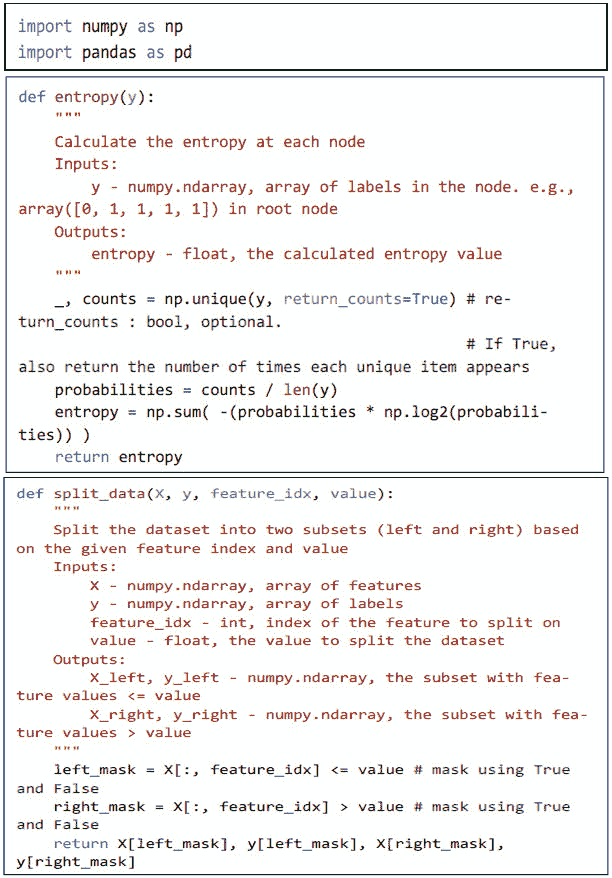 import numpy as np
import pandas as pd
def entropy(y):
    """
    Calculate the entropy at each node
    Inputs:
        y - numpy.ndarray, array of labels in the node. e.g.,
array([0, 1, 1, 1, 1]) in root node
    Outputs:
        entropy - float, the calculated entropy value
    """
    _, counts = np.unique(y, return_counts=True) # re-
turn_counts : bool, optional.
                                                 # If True,
also return the number of times each unique item appears
    probabilities = counts / len(y)
    entropy = np.sum( -(probabilities * np.log2(probabili-
ties)) )
    return entropy
def split_data(X, y, feature_idx, value):
    """
    Split the dataset into two subsets (left and right) based
on the given feature index and value
    Inputs:
        X - numpy.ndarray, array of features
        y - numpy.ndarray, array of labels
        feature_idx - int, index of the feature to split on
        value - float, the value to split the dataset
    Outputs:
        X_left, y_left - numpy.ndarray, the subset with fea-
ture values <= value
        X_right, y_right - numpy.ndarray, the subset with fea-
ture values > value
    """
    left_mask = X[:, feature_idx] <= value # mask using True
and False
    right_mask = X[:, feature_idx] > value # mask using True
and False
    return X[left_mask], y[left_mask], X[right_mask],
y[right_mask]